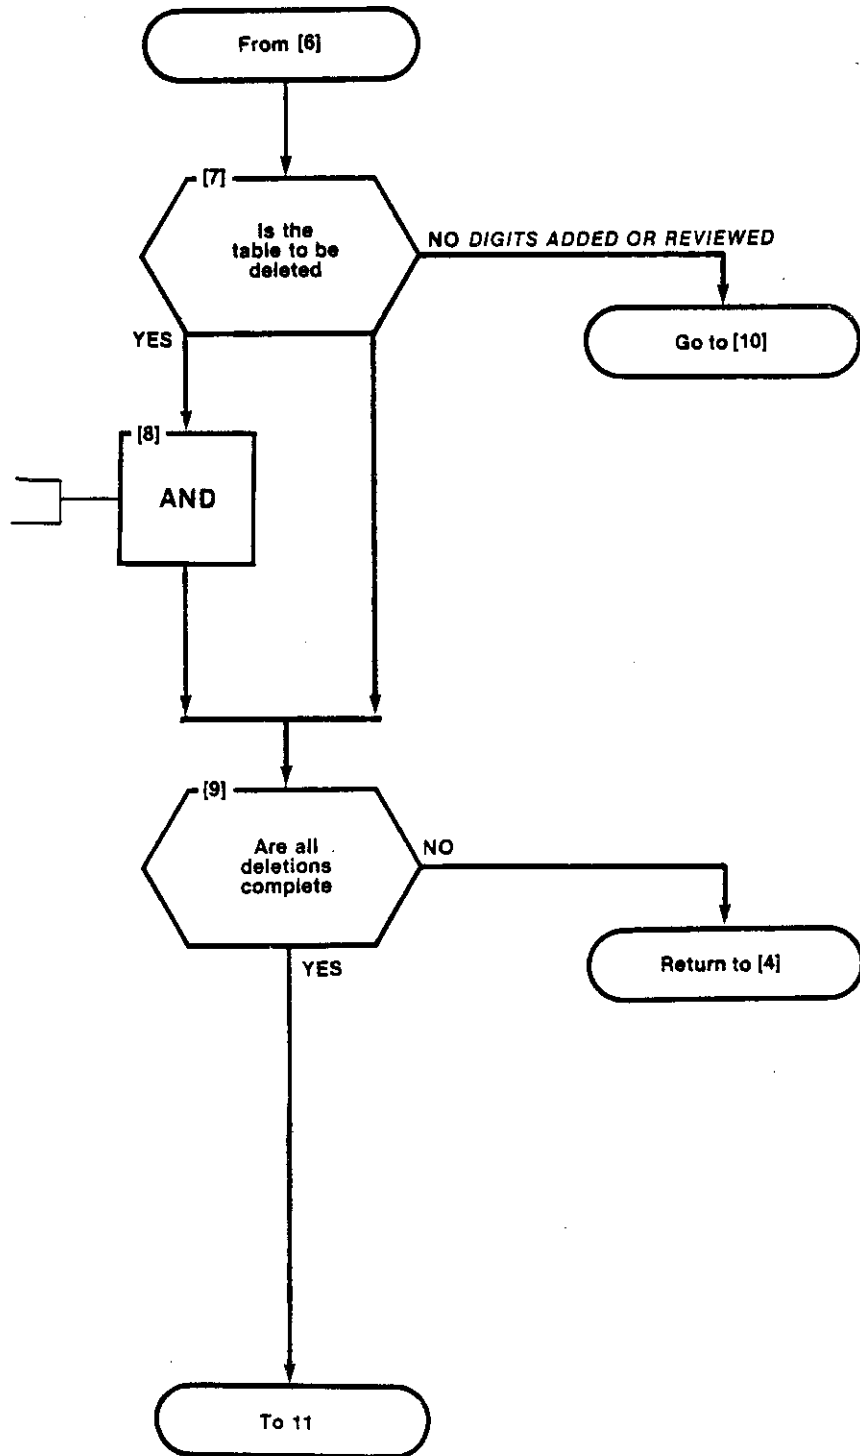 From [6]
[7]
Is the
table to be
deleted
NO DIGITS ADDED OR REVIEWED
Go to [10]
YES
[8]
AND
[9]
Are all
deletions
complete
NO
Return to [4]
YES
To 11